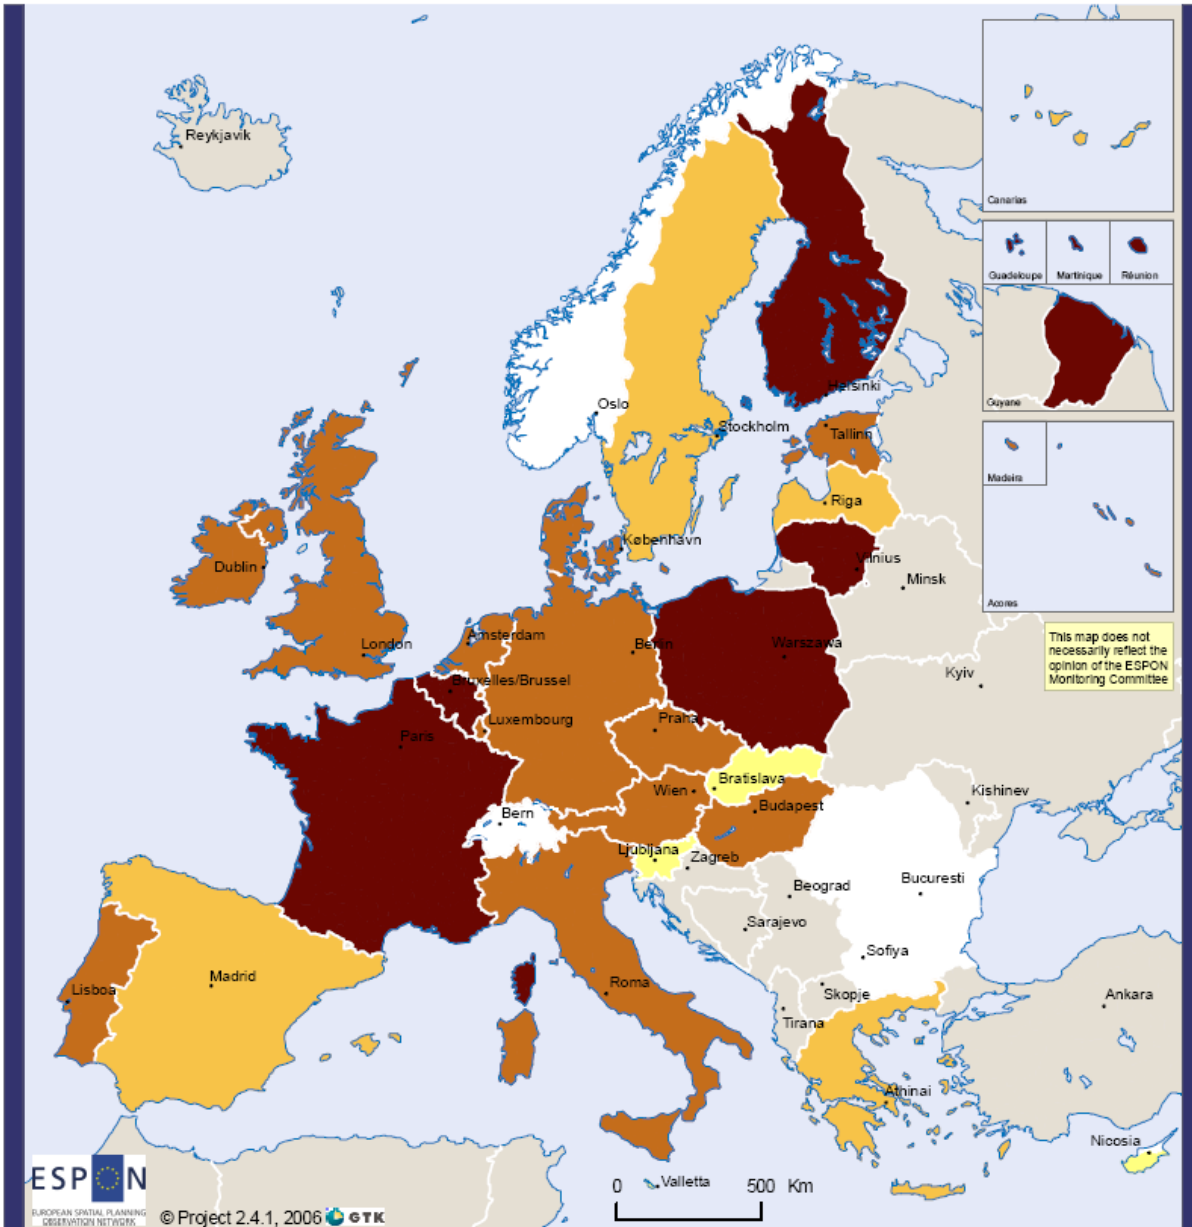 Reykjavik
Canarias
Guadeloupe
Martinique
Réunion
Guyane
Helsinki
Oslo
Stockholm
Tallinn
Madeira
Riga
København
Vilnius
Dublin
Minsk
Acores
This map does not
necessarily reflect the
opinion of the ESPON
Monitoring Committee
Amsterdam
London
Berlin
Warszawa
Kyiv
Bruxelles/Brussel
Luxembourg
Praha
Paris
Bratislava
Wien
Kishinev
Budapest
Bern
Ljubljana
Zagreb
Bucuresti
Beograd
Sarajevo
Sofiya
Madrid
Roma
Lisboa
Skopje
Ankara
Tirana
Athinai
Nicosia
Valletta
0 500 Km
ESPON
EUROPEAN SPATIAL PLANNING
OBSERVATION NETWORK
© Project 2.4.1, 2006 GTK